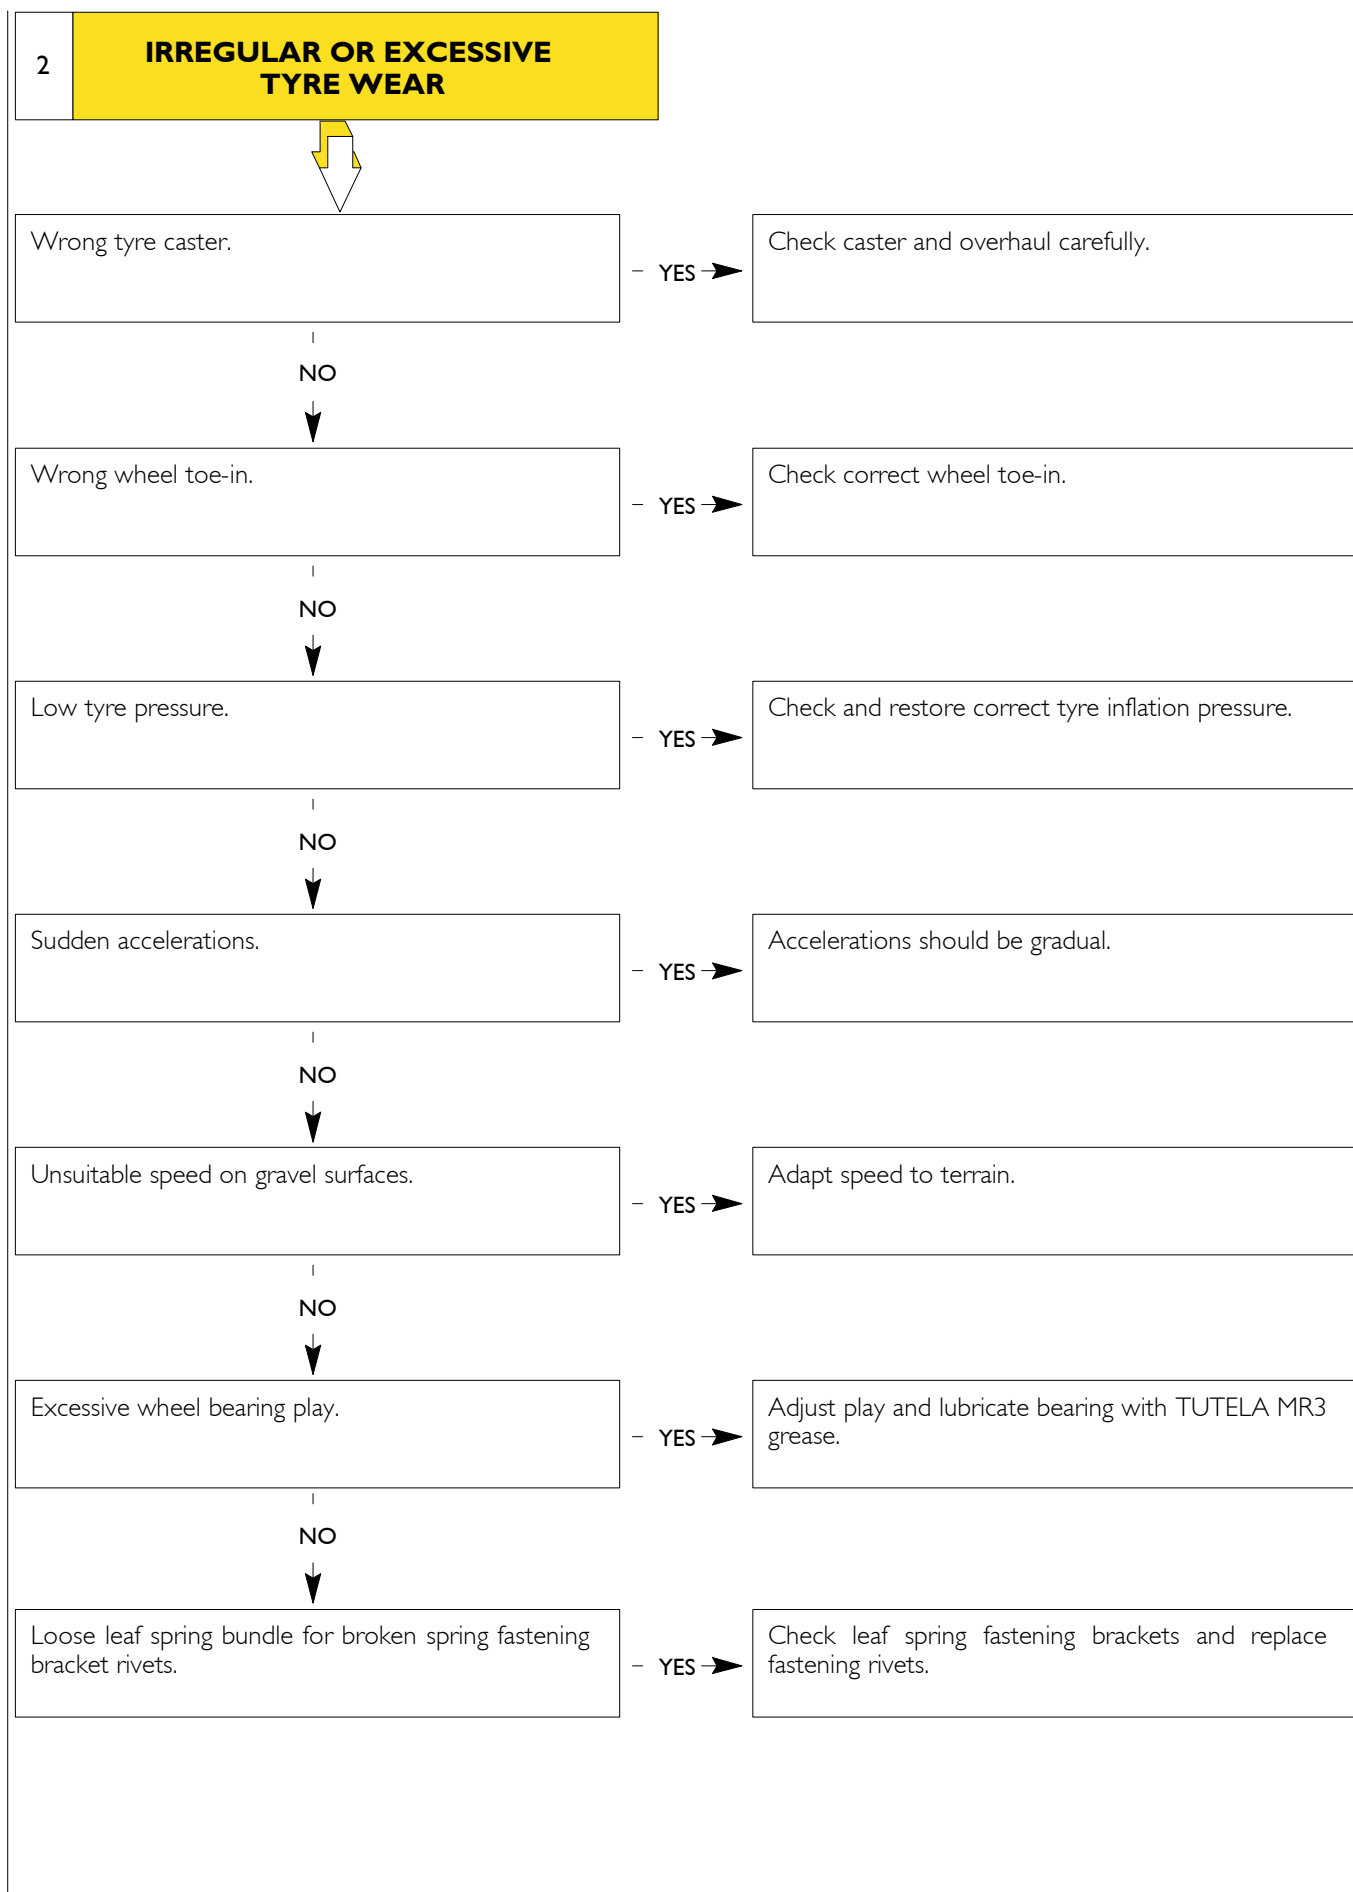 2
IRREGULAR OR EXCESSIVE
TYRE WEAR
Wrong tyre caster.
YES
Check caster and overhaul carefully.
NO
Wrong wheel toe-in.
YES
Check correct wheel toe-in.
NO
Low tyre pressure.
YES
Check and restore correct tyre inflation pressure.
NO
Sudden accelerations.
YES
Accelerations should be gradual.
NO
Unsuitable speed on gravel surfaces.
YES
Adapt speed to terrain.
NO
Excessive wheel bearing play.
YES
Adjust play and lubricate bearing with TUTELA MR3
grease.
NO
Loose leaf spring bundle for broken spring fastening
bracket rivets.
YES
Check leaf spring fastening brackets and replace
fastening rivets.